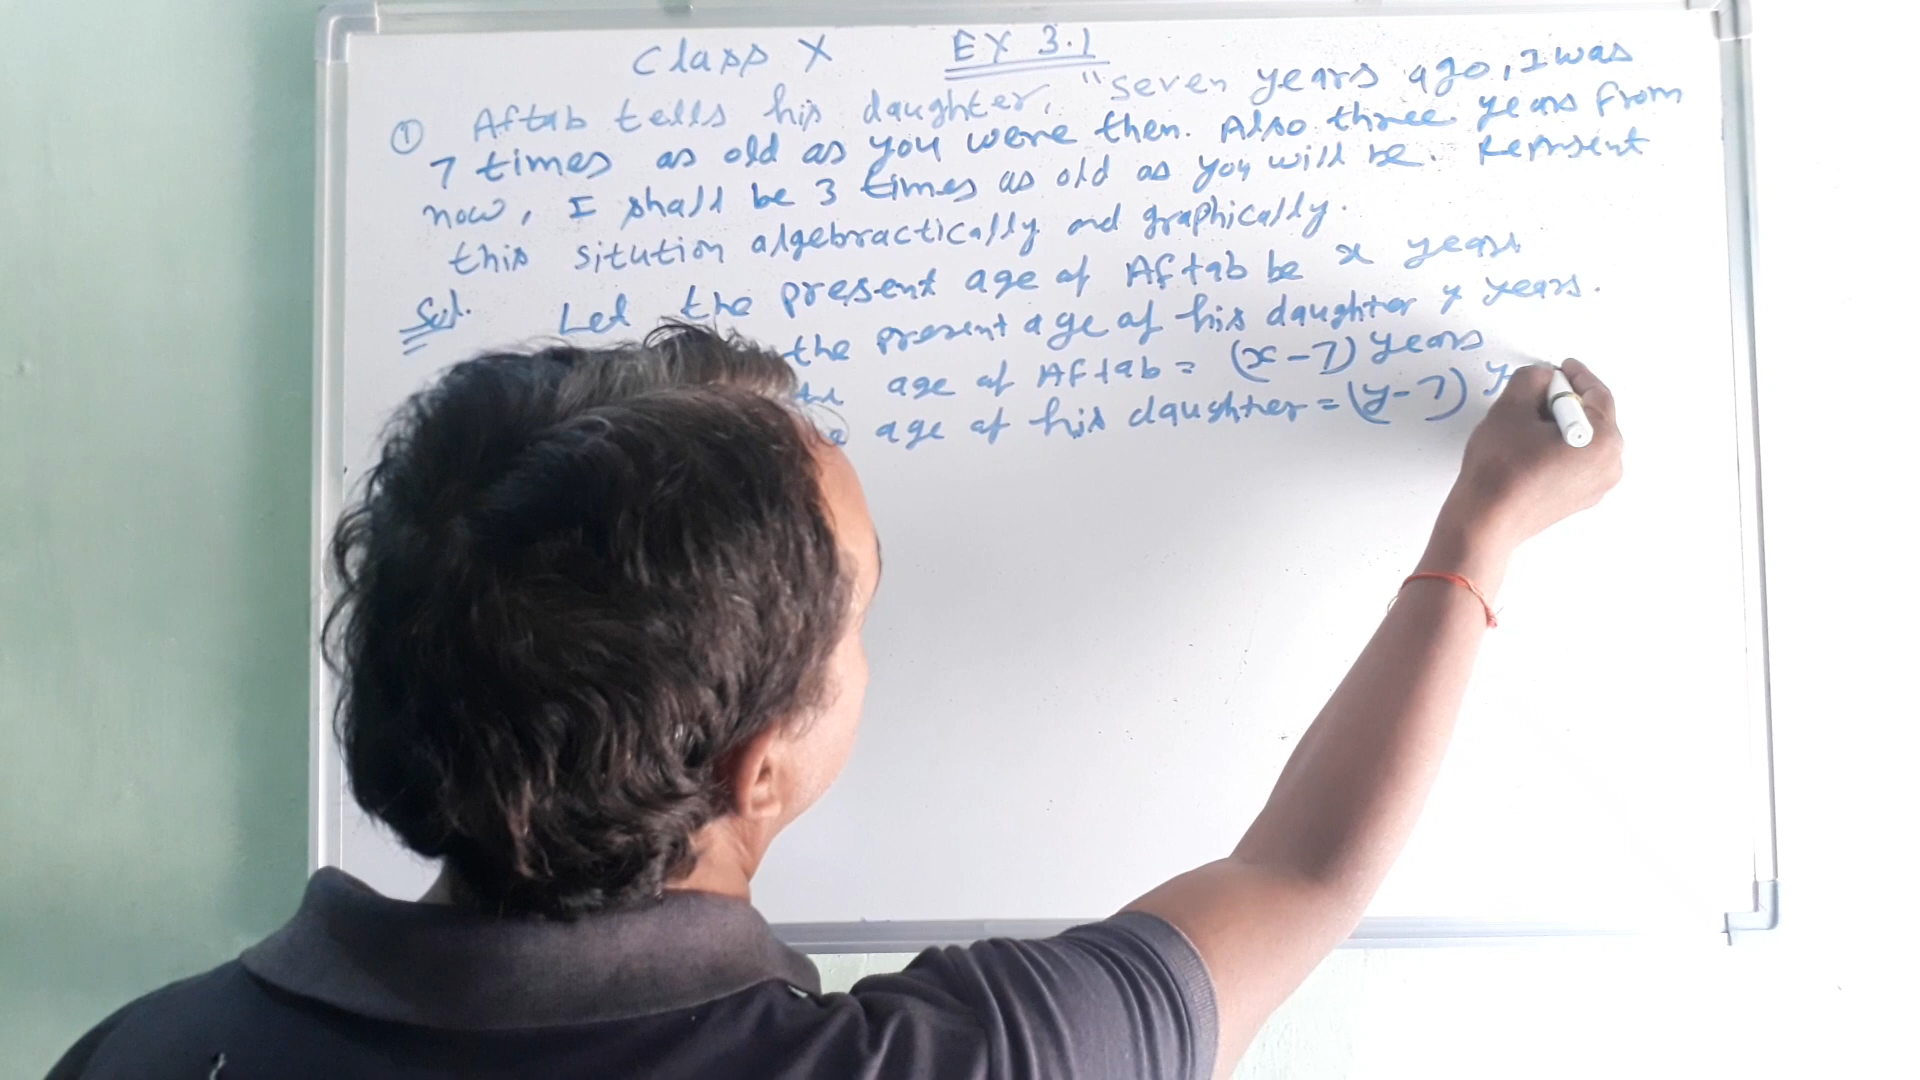 Class X EX 3.1
① Aftab tells his daughter, "seven years ago, I was
7 times as old as you were then. Also three years from
now, I shall be 3 times as old as you will be. Represent
this sitution algebractically and graphically.
Sol. Let the present age of Aftab be x years
the present age of his daughter y years.
the age of Aftab = (x-7) years
age of his daughter = (y-7) y